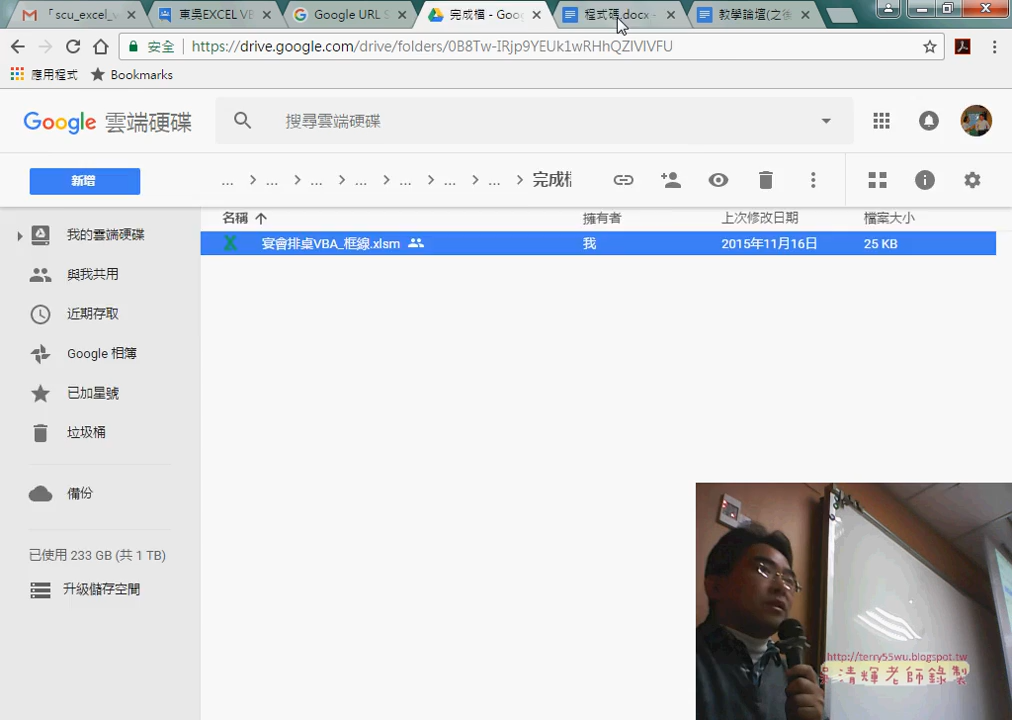 「scu_excel_v
東吳EXCEL VB
Google URL S
完成檔 - Goog
程式碼.docx -
教學論壇(之後
安全
https://drive.google.com/drive/folders/0B8Tw-IRjp9YEUk1wRHhQZlVlVFU
應用程式
Bookmarks
Google 雲端硬碟
搜尋雲端硬碟
新增
... > ... > ... > ... > ... > ... > ... > 完成檔
名稱
擁有者
上次修改日期
檔案大小
宴會排桌VBA_框線.xlsm
我
2015年11月16日
25 KB
我的雲端硬碟
與我共用
近期存取
Google 相簿
已加星號
垃圾桶
備份
已使用 233 GB (共 1 TB)
升級儲存空間
http://terry55wu.blogspot.tw
吳清輝老師錄製